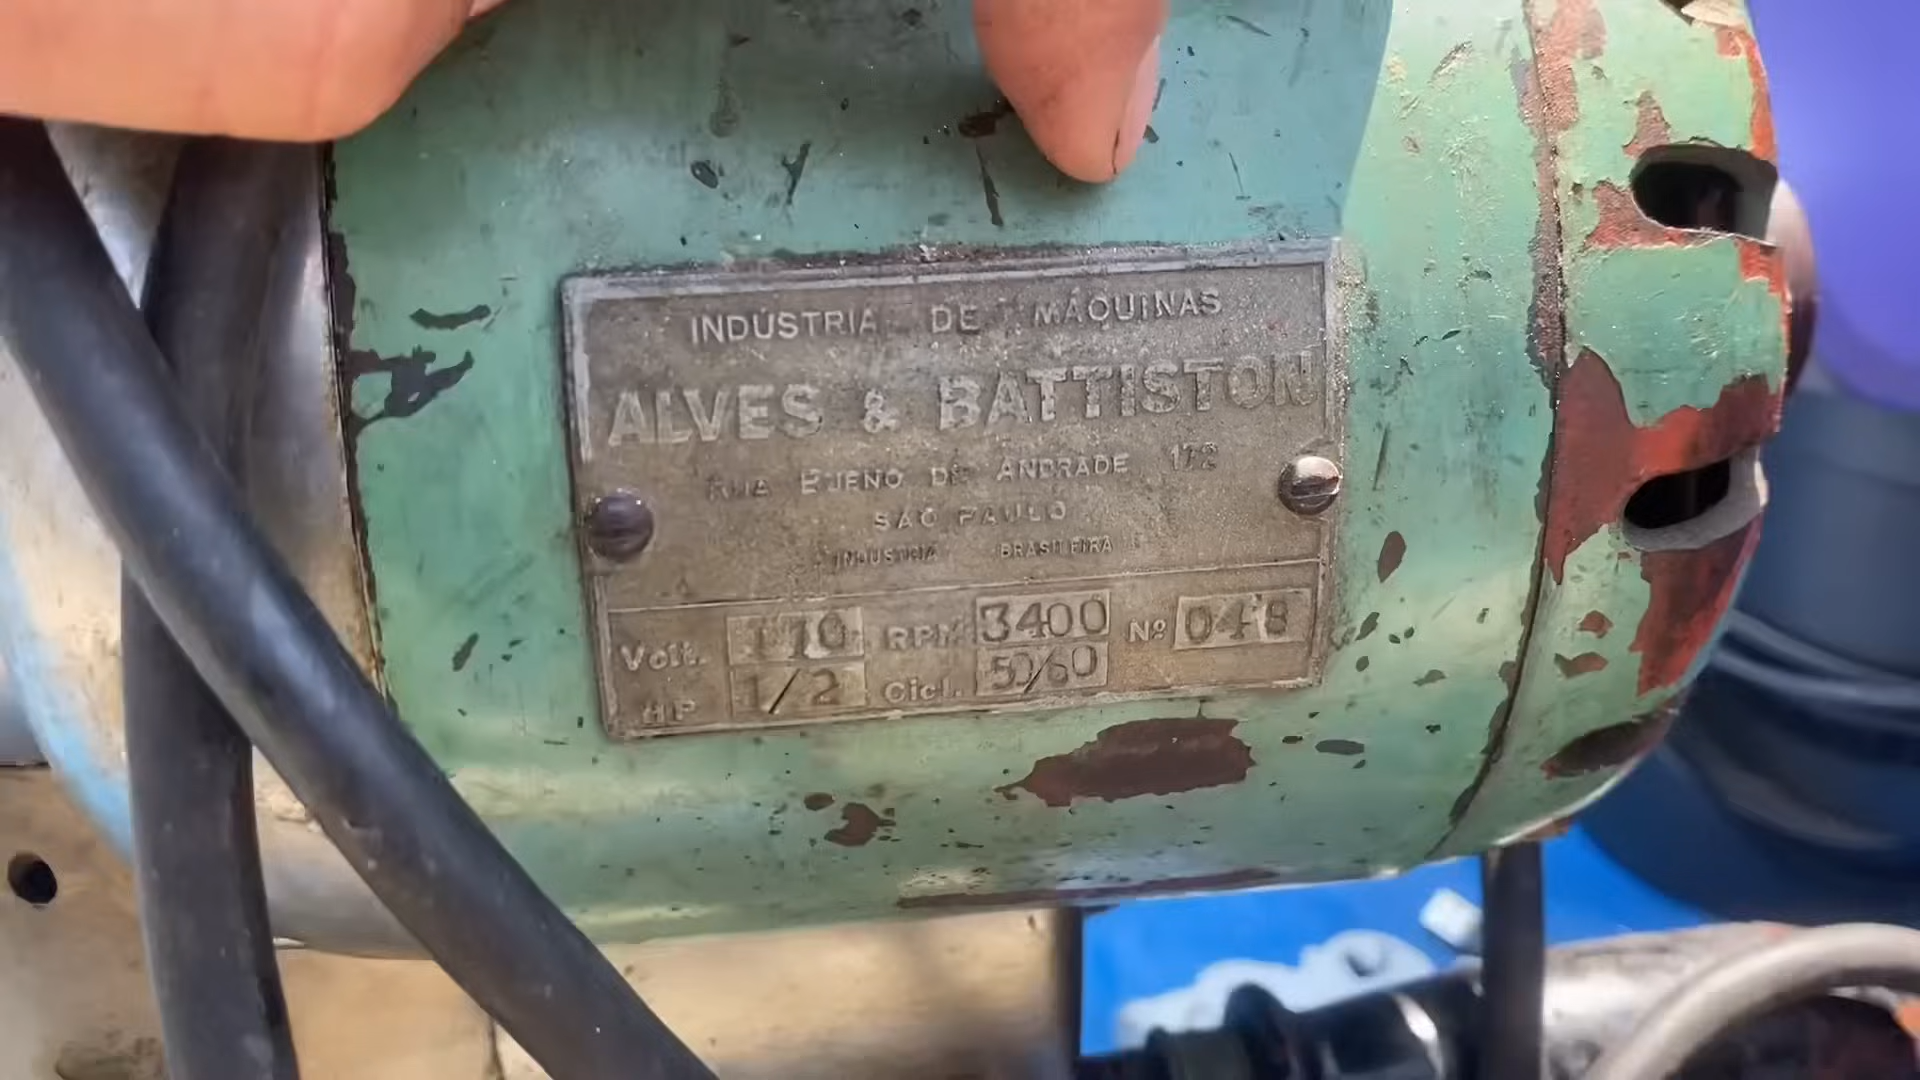 INDÚSTRIA DE MÁQUINAS
ALVES & BATTISTON
RUA BUENO DE ANDRADE 172
SÃO PAULO
INDUSTRIA BRASILEIRA
Volt. 110 RPM 3400 Nº 048
HP 1/2 Cicl. 50/60